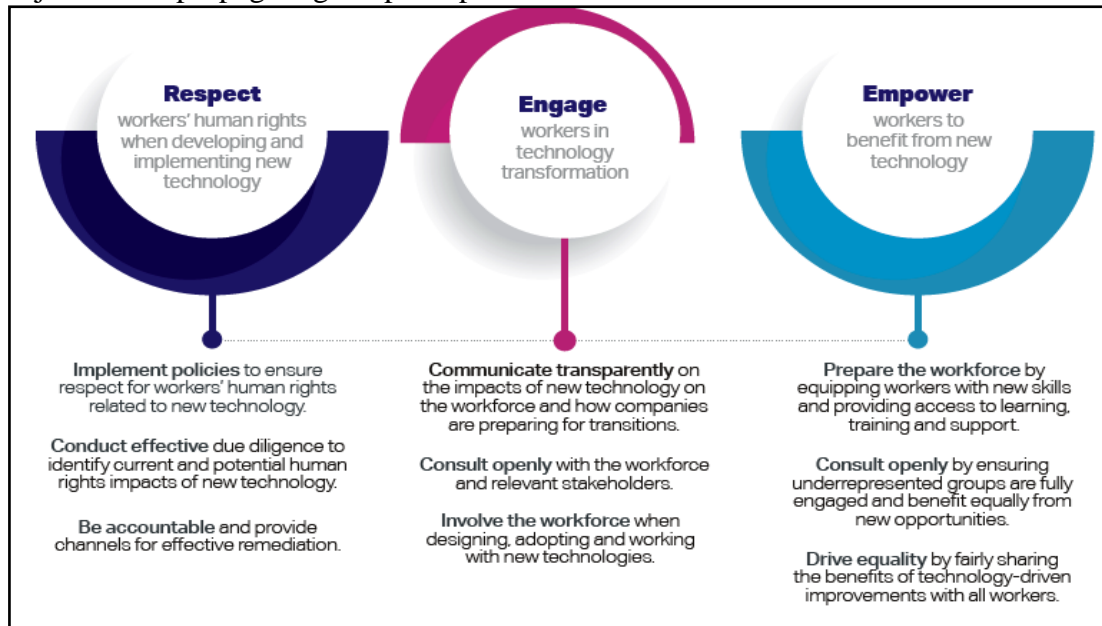 Respect
workers' human rights
when developing and
implementing new
technology
Implement policies to ensure
respect for workers' human rights
related to new technology.
Conduct effective due diligence to
identify current and potential human
rights impacts of new technology.
Be accountable and provide
channels for effective remediation.
Engage
workers in
technology
transformation
Communicate transparently on
the impacts of new technology on
the workforce and how companies
are preparing for transitions.
Consult openly with the workforce
and relevant stakeholders.
Involve the workforce when
designing, adopting and working
with new technologies.
Empower
workers to
benefit from new
technology
Prepare the workforce by
equipping workers with new skills
and providing access to learning,
training and support.
Consult openly by ensuring
underrepresented groups are fully
engaged and benefit equally from
new opportunities.
Drive equality by fairly sharing
the benefits of technology-driven
improvements with all workers.